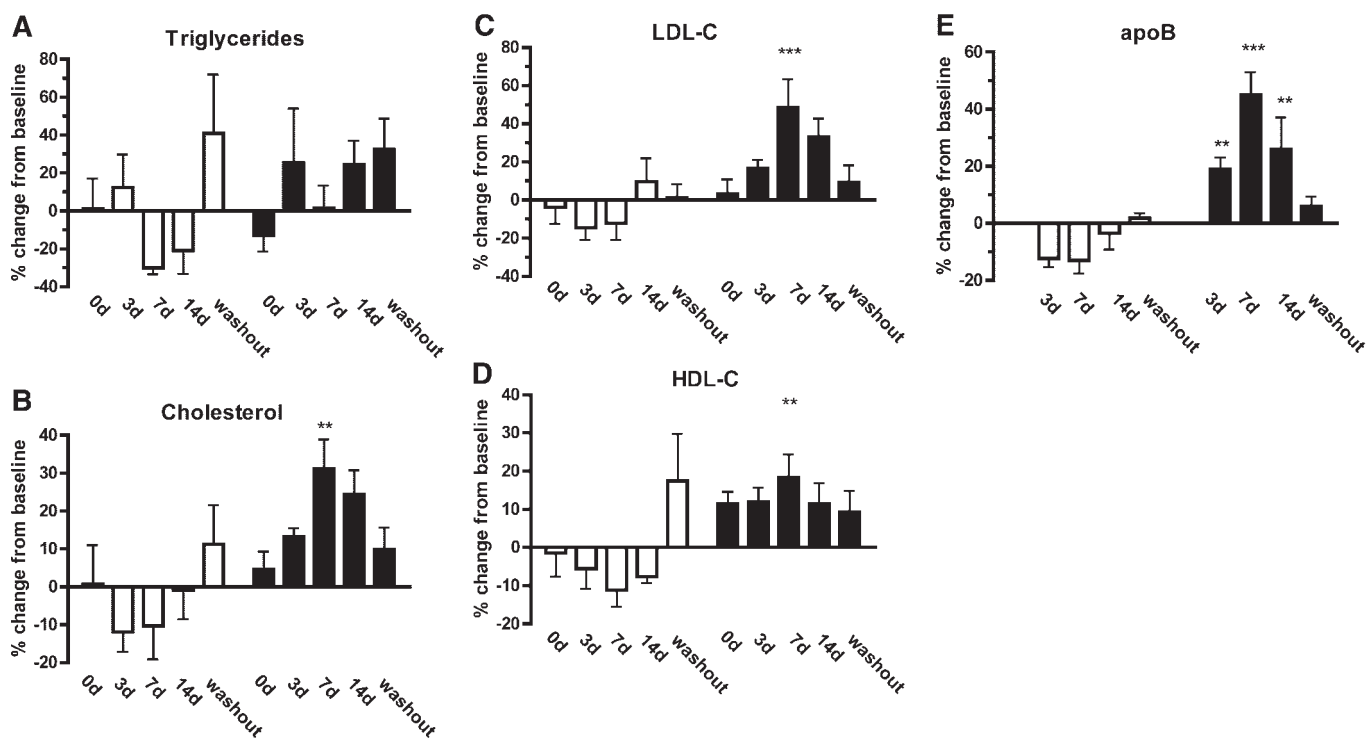 A
Triglycerides
% change from baseline
80
60
40
20
0
-20
-40
0d 3d 7d 14d washout 0d 3d 7d 14d washout
B
Cholesterol
% change from baseline
**
40
30
20
10
0
-10
-20
0d 3d 7d 14d washout 0d 3d 7d 14d washout
C
LDL-C
% change from baseline
***
80
60
40
20
0
-20
-40
0d 3d 7d 14d washout 0d 3d 7d 14d washout
D
HDL-C
% change from baseline
**
40
30
20
10
0
-10
-20
0d 3d 7d 14d washout 0d 3d 7d 14d washout
E
apoB
% change from baseline
** *** **
60
40
20
0
-20
3d 7d 14d washout 3d 7d 14d washout